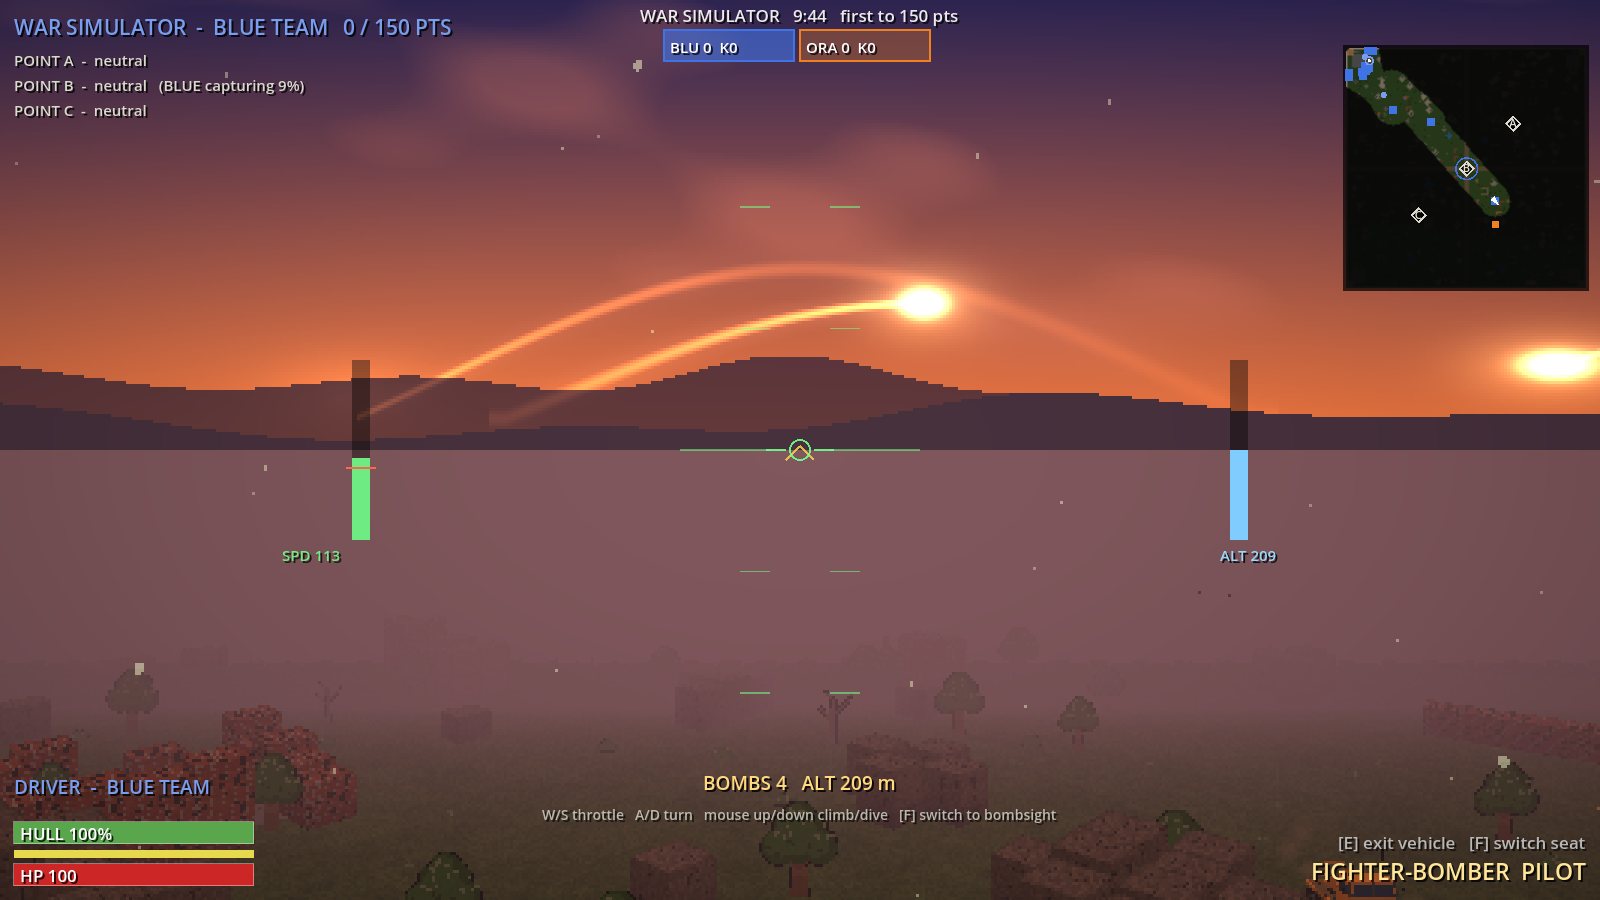 WAR SIMULATOR - BLUE TEAM 0 / 150 PTS
POINT A - neutral
POINT B - neutral (BLUE capturing 9%)
POINT C - neutral
WAR SIMULATOR 9:44 first to 150 pts
BLU 0 K0
ORA 0 K0
A
B
C
SPD 113
ALT 209
BOMBS 4 ALT 209 m
W/S throttle A/D turn mouse up/down climb/dive [F] switch to bombsight
DRIVER - BLUE TEAM
HULL 100%
HP 100
[E] exit vehicle [F] switch seat
FIGHTER-BOMBER PILOT